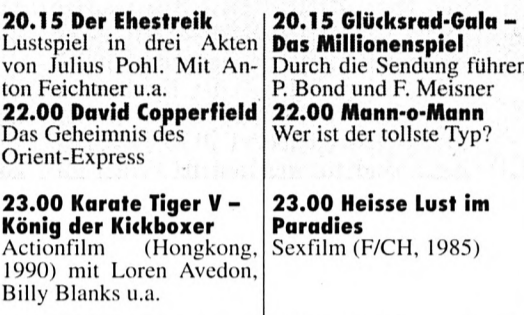 20.15 Der Ehestreik
Lustspiel in drei Akten
von Julius Pohl. Mit An-
ton Feichtner u.a.
22.00 David Copperfield
Das Geheimnis des
Orient-Express
23.00 Karate Tiger V –
König der Kickboxer
Actionfilm (Hongkong,
1990) mit Loren Avedon,
Billy Blanks u.a.
20.15 Glücksrad-Gala –
Das Millionenspiel
Durch die Sendung führen
P. Bond und F. Meisner
22.00 Mann-o-Mann
Wer ist der tollste Typ?
23.00 Heisse Lust im
Paradies
Sexfilm (F/CH, 1985)